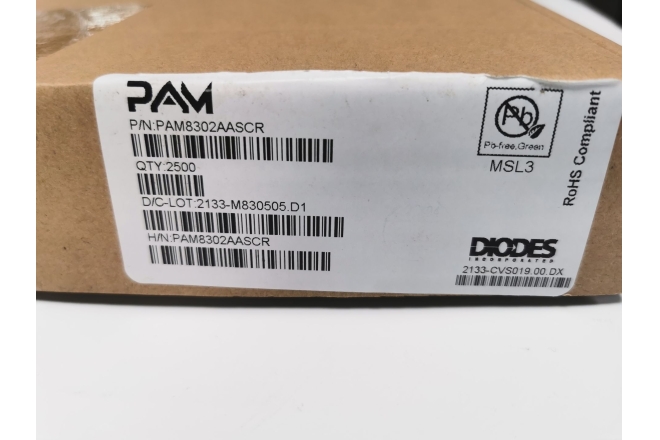 PAM
P/N:PAM8302AASCR
QTY:2500
D/C-LOT:2133-M830505.D1
H/N:PAM8302AASCR
Pb
Pb-free,Green
MSL3
RoHS Compliant
DIODES
INCORPORATED
2133-CVS019.00.DX